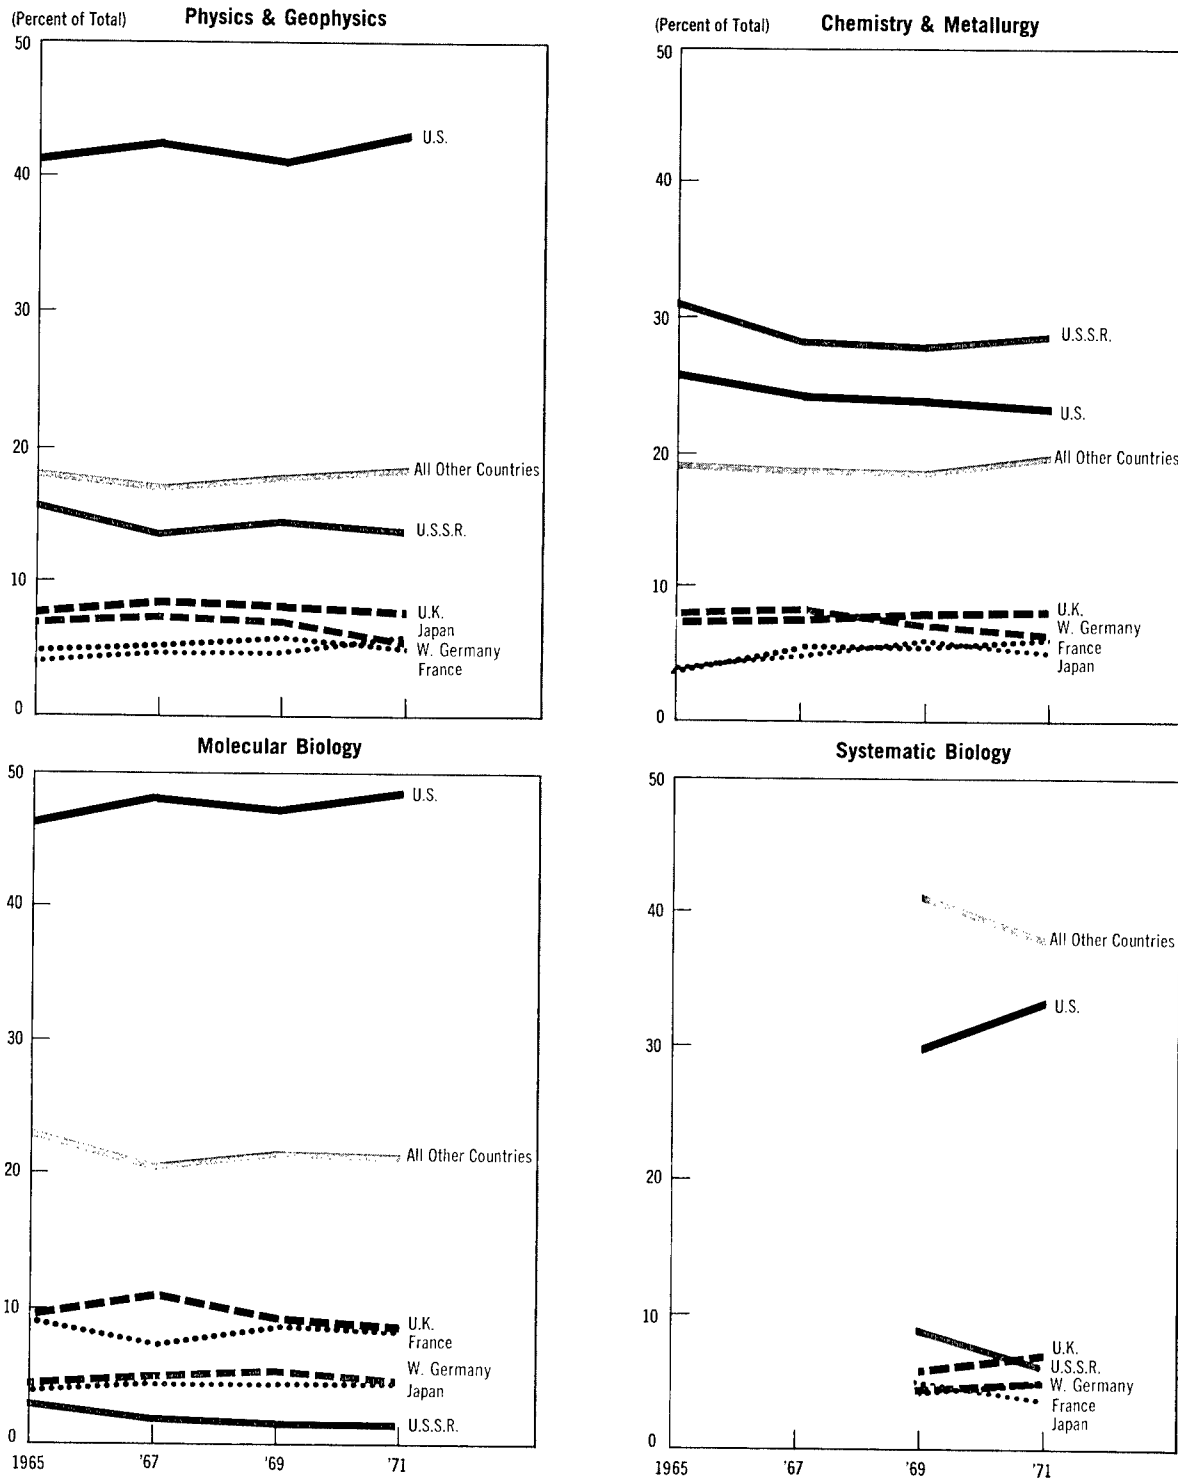 (Percent of Total) Physics & Geophysics
50
40
30
20
10
0
U.S.
All Other Countries
U.S.S.R.
U.K.
Japan
W. Germany
France
(Percent of Total) Chemistry & Metallurgy
50
40
30
20
10
0
U.S.S.R.
U.S.
All Other Countries
U.K.
W. Germany
France
Japan
Molecular Biology
50
40
30
20
10
0
U.S.
All Other Countries
U.K.
France
W. Germany
Japan
U.S.S.R.
1965 '67 '69 '71
Systematic Biology
50
40
30
20
10
0
All Other Countries
U.S.
U.K.
U.S.S.R.
W. Germany
France
Japan
1965 '67 '69 '71